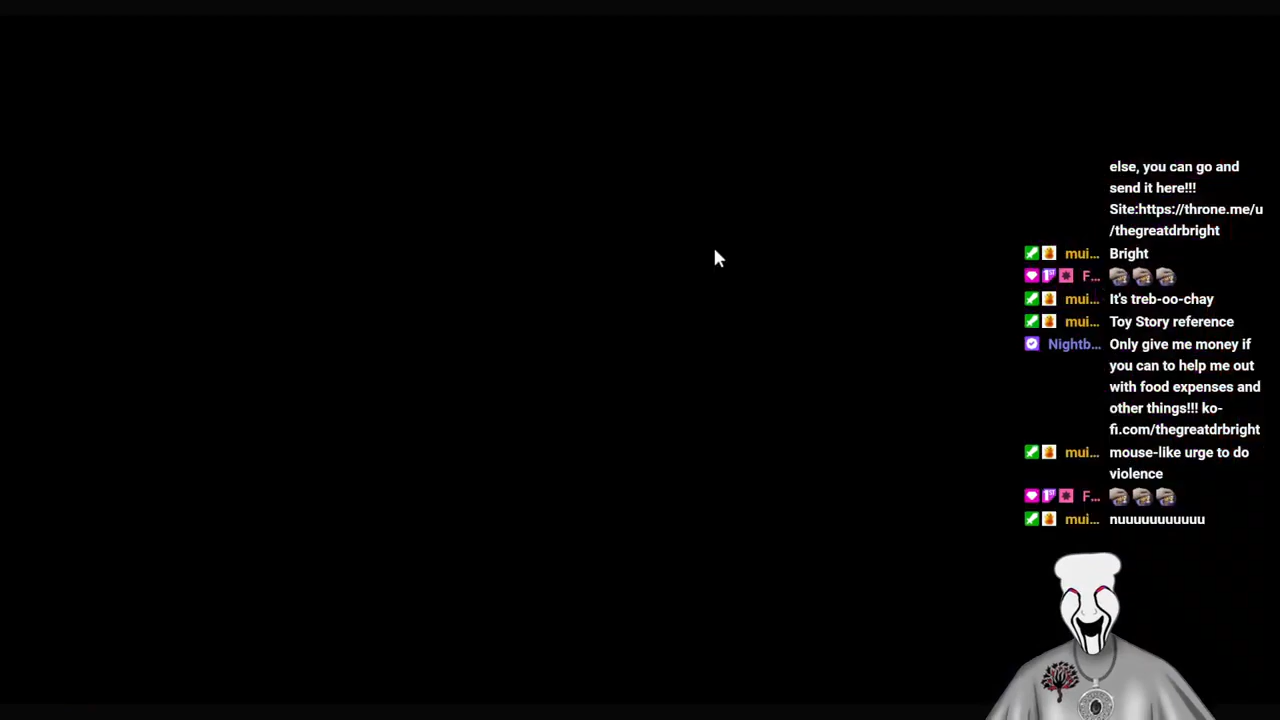 else, you can go and
send it here!!!
Site:https://throne.me/u
/thegreatdrbright
mui... Bright
F...
mui... It's treb-oo-chay
mui... Toy Story reference
Nightb... Only give me money if
you can to help me out
with food expenses and
other things!!! ko-
fi.com/thegreatdrbright
mui... mouse-like urge to do
violence
F...
mui... nuuuuuuuuuuu